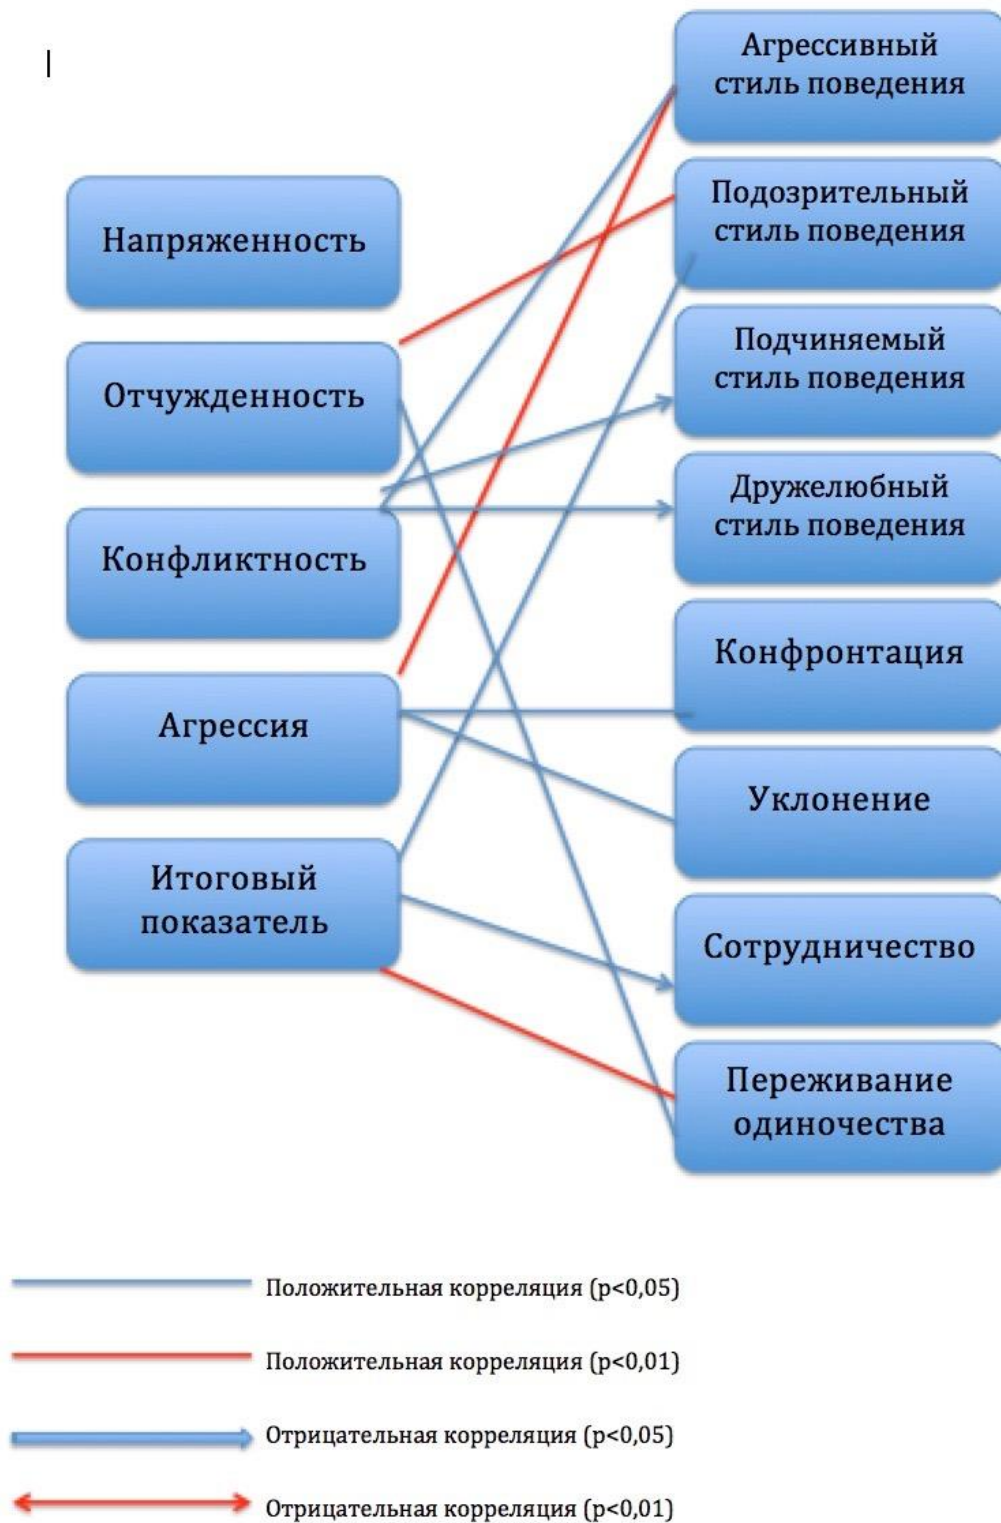 Напряженность
Отчужденность
Конфликтность
Агрессия
Итоговый
показатель
Агрессивный
стиль поведения
Подозрительный
стиль поведения
Подчиняемый
стиль поведения
Дружелюбный
стиль поведения
Конфронтация
Уклонение
Сотрудничество
Переживание
одиночества
Положительная корреляция (p<0,05)
Положительная корреляция (p<0,01)
Отрицательная корреляция (p<0,05)
Отрицательная корреляция (p<0,01)